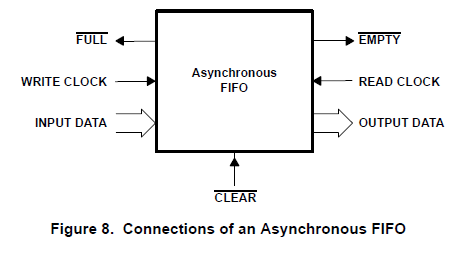 FULL
EMPTY
Asynchronous
FIFO
WRITE CLOCK
READ CLOCK
INPUT DATA
OUTPUT DATA
CLEAR
Figure 8. Connections of an Asynchronous FIFO